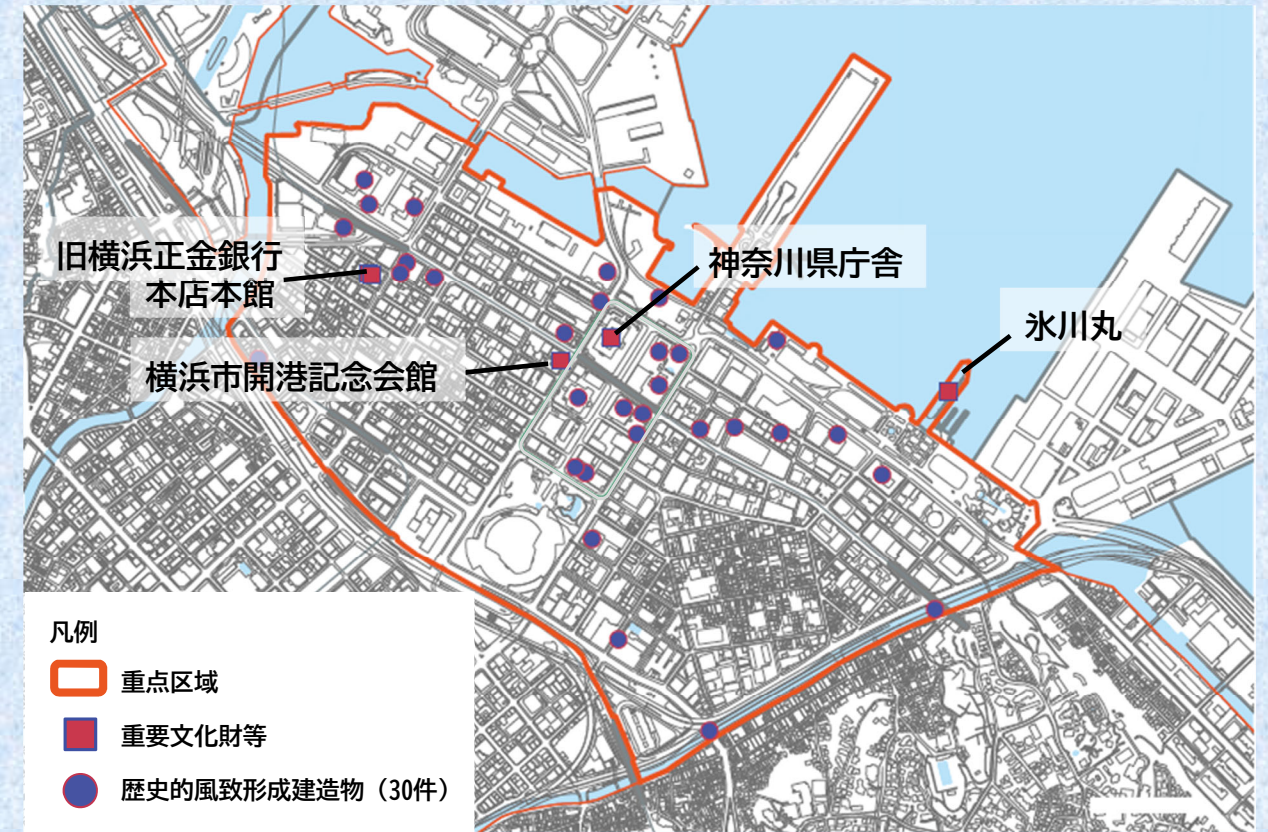 旧横浜正金銀行
本店本館
神奈川県庁舎
氷川丸
横浜市開港記念会館
凡例
重点区域
重要文化財等
歴史的風致形成建造物（30件）